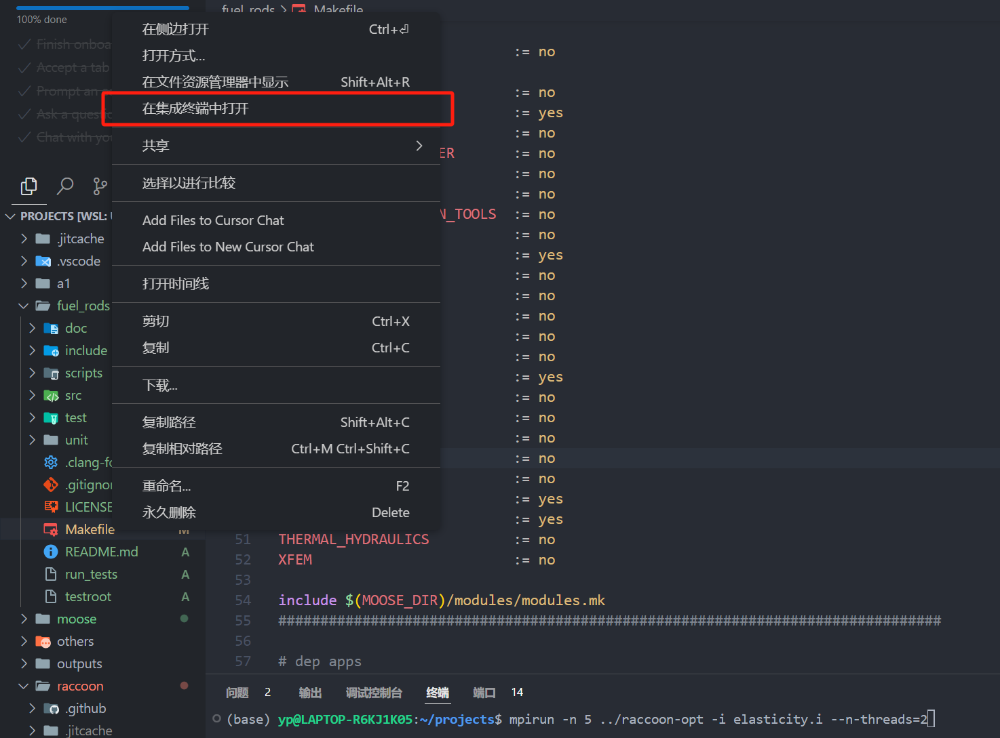 100% done
Finish onboa
Accept a tab
Prompt an
Ask a questi
Chat with you
PROJECTS [WSL:
.jitcache
.vscode
a1
fuel_rods
doc
include
scripts
src
test
unit
.clang-fo
.gitignor
LICENSE
Makefile M
README.md A
run_tests A
testroot A
moose
others
outputs
raccoon
.github
.jitcache
在侧边打开 Ctrl+⏎
打开方式...
在文件资源管理器中显示 Shift+Alt+R
在集成终端中打开
共享
选择以进行比较
Add Files to Cursor Chat
Add Files to New Cursor Chat
打开时间线
剪切 Ctrl+X
复制 Ctrl+C
下载...
复制路径 Shift+Alt+C
复制相对路径 Ctrl+M Ctrl+Shift+C
重命名... F2
永久删除 Delete
fuel_rods > Makefile
:= no
:= no
:= yes
:= no
ER := no
:= no
:= no
N_TOOLS := no
:= no
:= yes
:= no
:= no
:= no
:= no
:= no
:= yes
:= no
:= no
:= no
:= no
:= no
:= yes
:= yes
51 THERMAL_HYDRAULICS := no
52 XFEM := no
53
54 include $(MOOSE_DIR)/modules/modules.mk
55 ###############################################################################
56
57 # dep apps
问题 2 输出 调试控制台 终端 端口 14
(base) yp@LAPTOP-R6KJ1K05:~/projects$ mpirun -n 5 ../raccoon-opt -i elasticity.i --n-threads=2